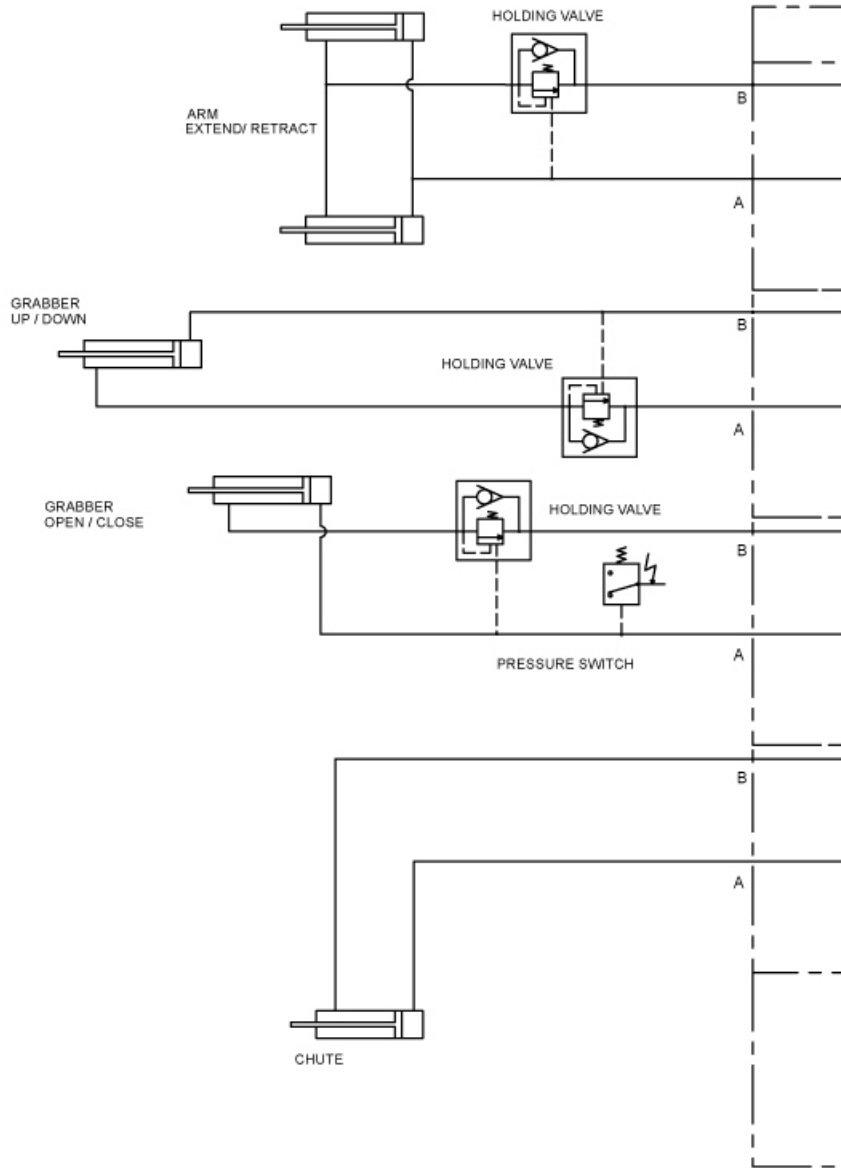 HOLDING VALVE
ARM
EXTEND/ RETRACT
B
A
GRABBER
UP / DOWN
B
HOLDING VALVE
A
GRABBER
OPEN / CLOSE
HOLDING VALVE
B
PRESSURE SWITCH
A
B
A
CHUTE